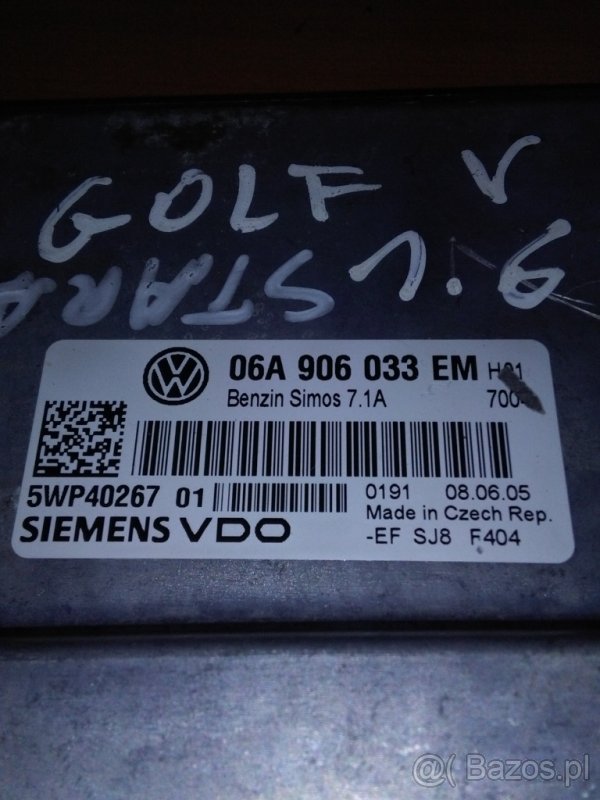 GOLF V
STARA
1.6
06A 906 033 EM H01
Benzin Simos 7.1A
5WP40267 01
0191 08.06.05
Made in Czech Rep.
SIEMENS VDO
-EF SJ8 F404
@( Bazos.pl